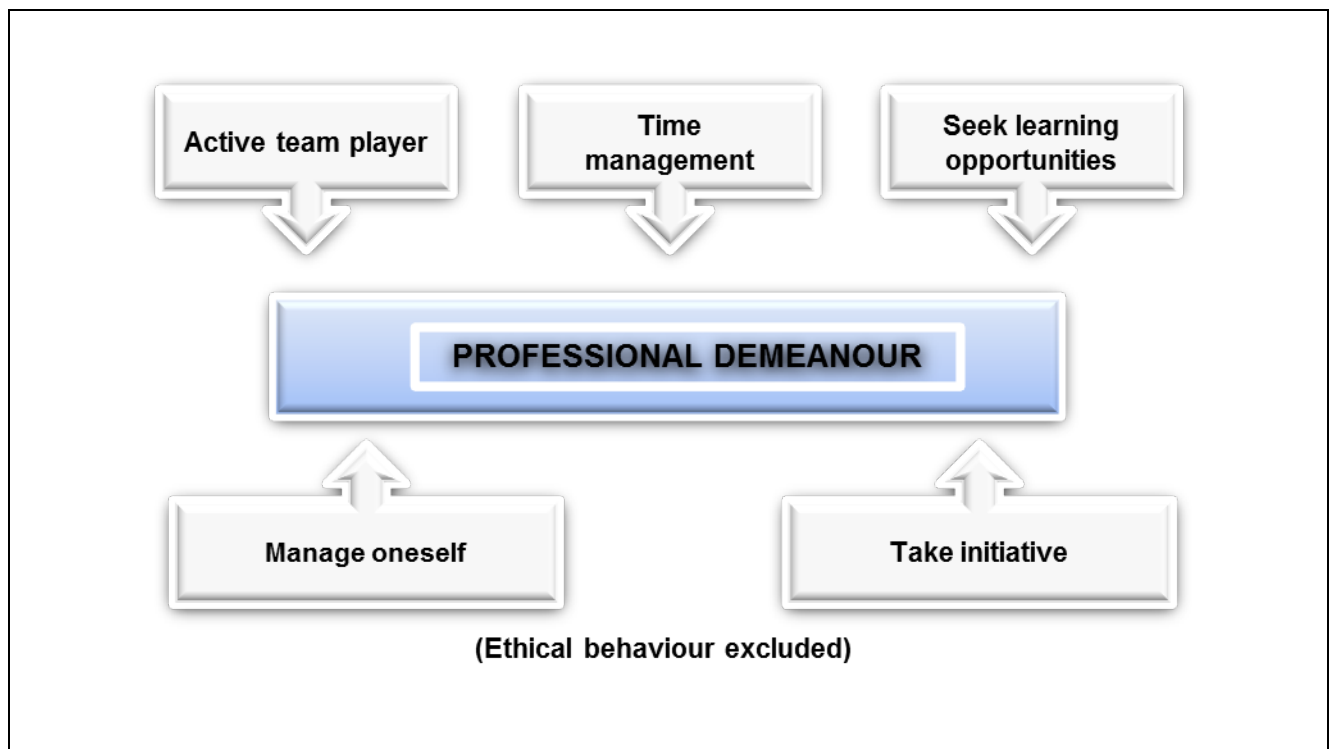 Active team player
Time
management
Seek learning
opportunities
PROFESSIONAL DEMEANOUR
Manage oneself
Take initiative
(Ethical behaviour excluded)